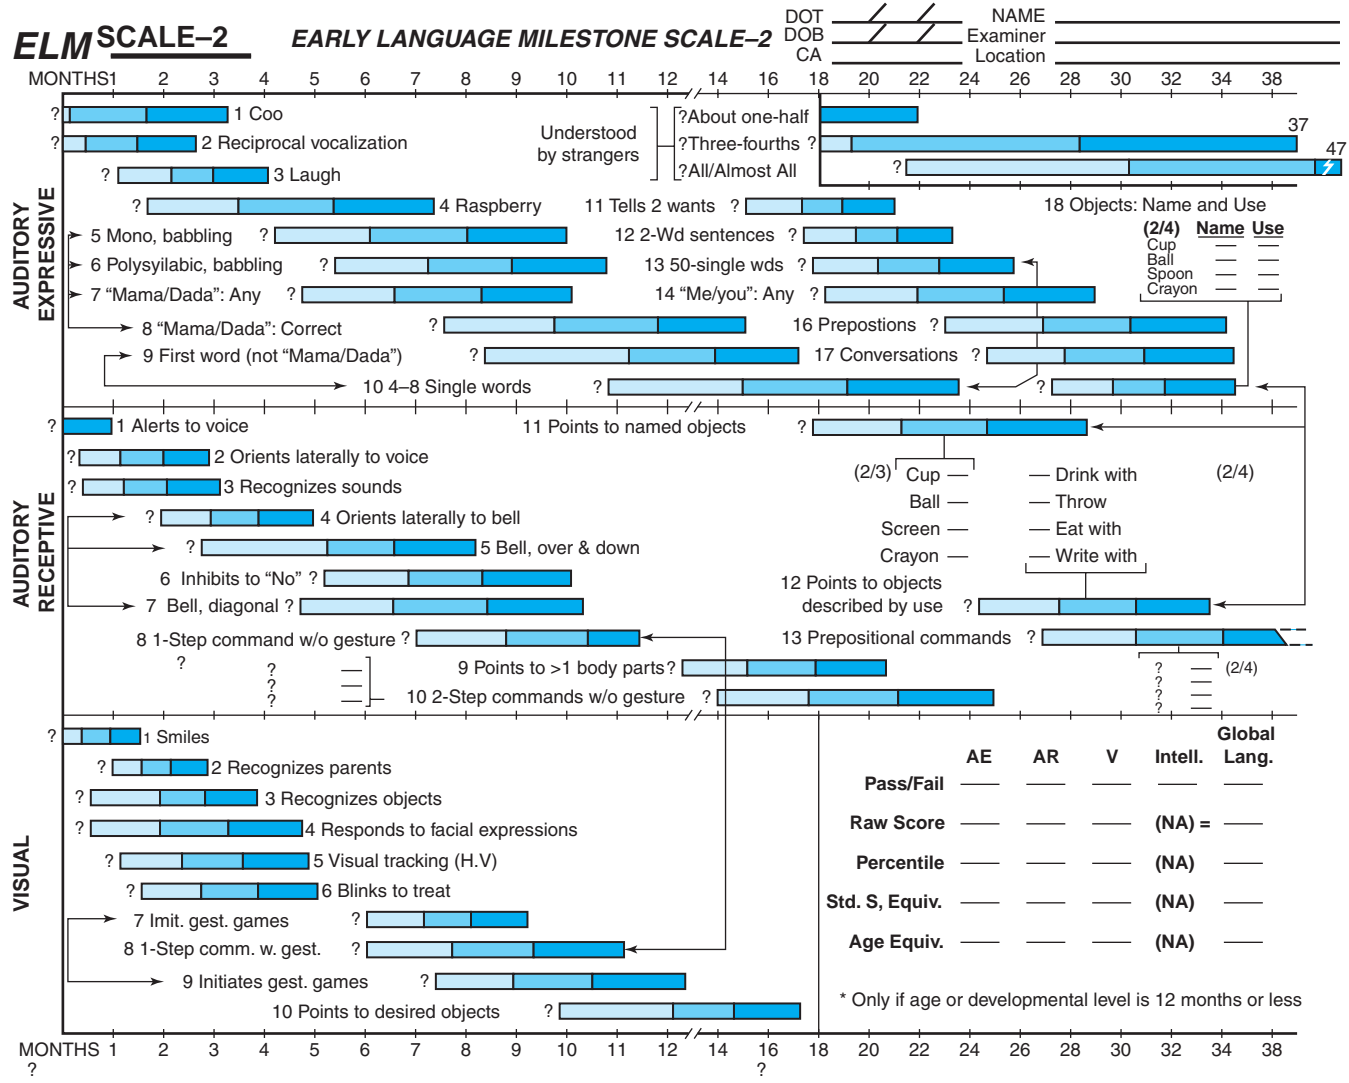 ELM SCALE–2
EARLY LANGUAGE MILESTONE SCALE–2
DOT
DOB
CA
NAME
Examiner
Location
MONTHS 1 2 3 4 5 6 7 8 9 10 11 12 14 16 18 20 22 24 26 28 30 32 34 36 38
AUDITORY
EXPRESSIVE
? 1 Coo
? 2 Reciprocal vocalization
? 3 Laugh
? 4 Raspberry
5 Mono, babbling ?
6 Polysyilabic, babbling ?
7 “Mama/Dada”: Any ?
8 “Mama/Dada”: Correct ?
9 First word (not “Mama/Dada”) ?
10 4–8 Single words ?
Understood
by strangers
?About one-half
?Three-fourths ? 37
?All/Almost All ? 47
11 Tells 2 wants ?
12 2-Wd sentences ?
13 50-single wds ?
14 “Me/you”: Any ?
16 Prepostions ?
17 Conversations ?
?
18 Objects: Name and Use
(2/4) Name Use
Cup
Ball
Spoon
Crayon
AUDITORY
RECEPTIVE
? 1 Alerts to voice
? 2 Orients laterally to voice
? 3 Recognizes sounds
? 4 Orients laterally to bell
? 5 Bell, over & down
6 Inhibits to “No” ?
7 Bell, diagonal ?
8 1-Step command w/o gesture ?
?
?
?
?
9 Points to >1 body parts ?
10 2-Step commands w/o gesture ?
11 Points to named objects ?
(2/3) Cup — — Drink with (2/4)
Ball — — Throw
Screen — — Eat with
Crayon — — Write with
12 Points to objects
described by use ?
13 Prepositional commands ?
? (2/4)
?
?
?
VISUAL
? 1 Smiles
? 2 Recognizes parents
? 3 Recognizes objects
? 4 Responds to facial expressions
? 5 Visual tracking (H.V)
? 6 Blinks to treat
7 Imit. gest. games ?
8 1-Step comm. w. gest. ?
9 Initiates gest. games ?
10 Points to desired objects ?
AE AR V Intell. Global Lang.
Pass/Fail
Raw Score (NA) =
Percentile (NA)
Std. S, Equiv. (NA)
Age Equiv. (NA)
* Only if age or developmental level is 12 months or less
MONTHS 1 2 3 4 5 6 7 8 9 10 11 12 14 16 18 20 22 24 26 28 30 32 34 38
? ?